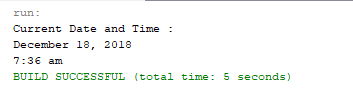 run:
Current Date and Time :
December 18, 2018
7:36 am
BUILD SUCCESSFUL (total time: 5 seconds)